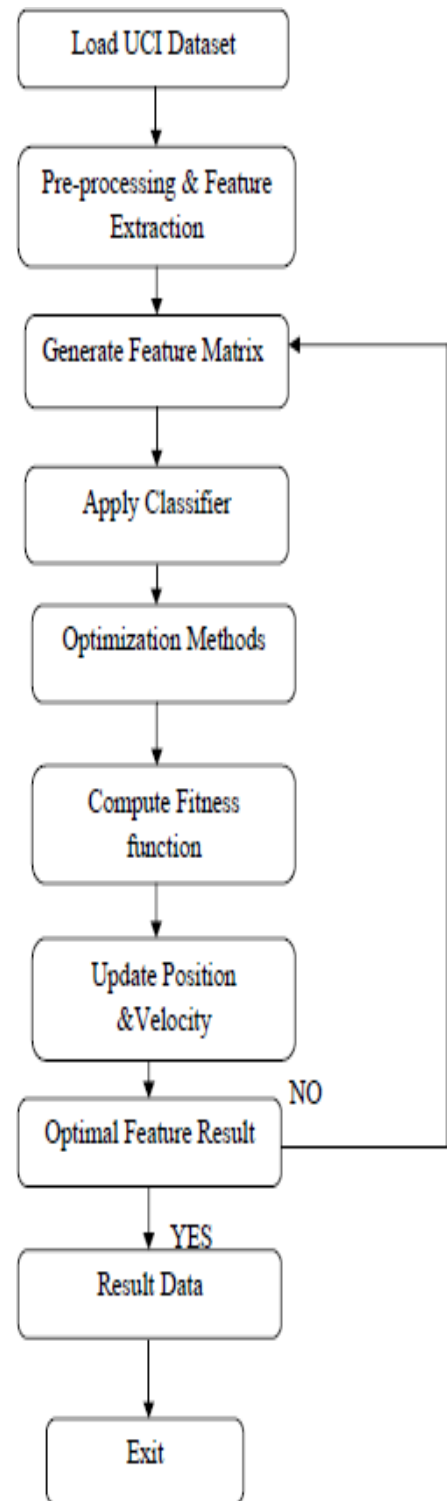 Load UCI Dataset
Pre-processing & Feature
Extraction
Generate Feature Matrix
Apply Classifier
Optimization Methods
Compute Fitness
function
Update Position
&Velocity
NO
Optimal Feature Result
YES
Result Data
Exit